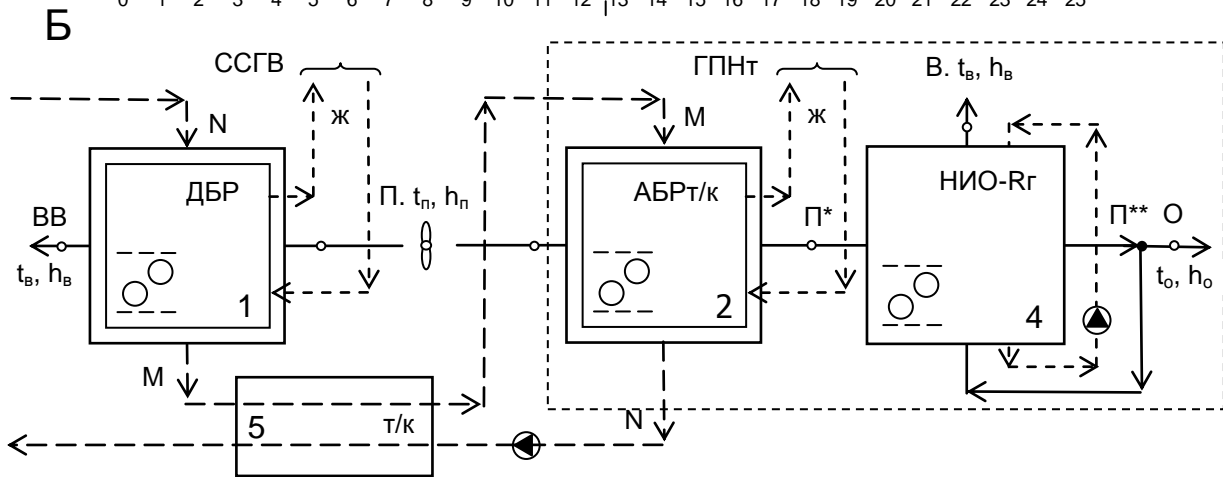 0 1 2 3 4 5 6 7 8 9 10 11 12 13 14 15 16 17 18 19 20 21 22 23 24 25
Б
ССГВ
ГПНт
В. tв, hв
N
ж
M
ж
ДБР
П. tп, hп
АБРт/к
НИО-Rг
ВВ
П*
П**
О
tв, hв
tо, hо
1
2
4
M
N
5
т/к